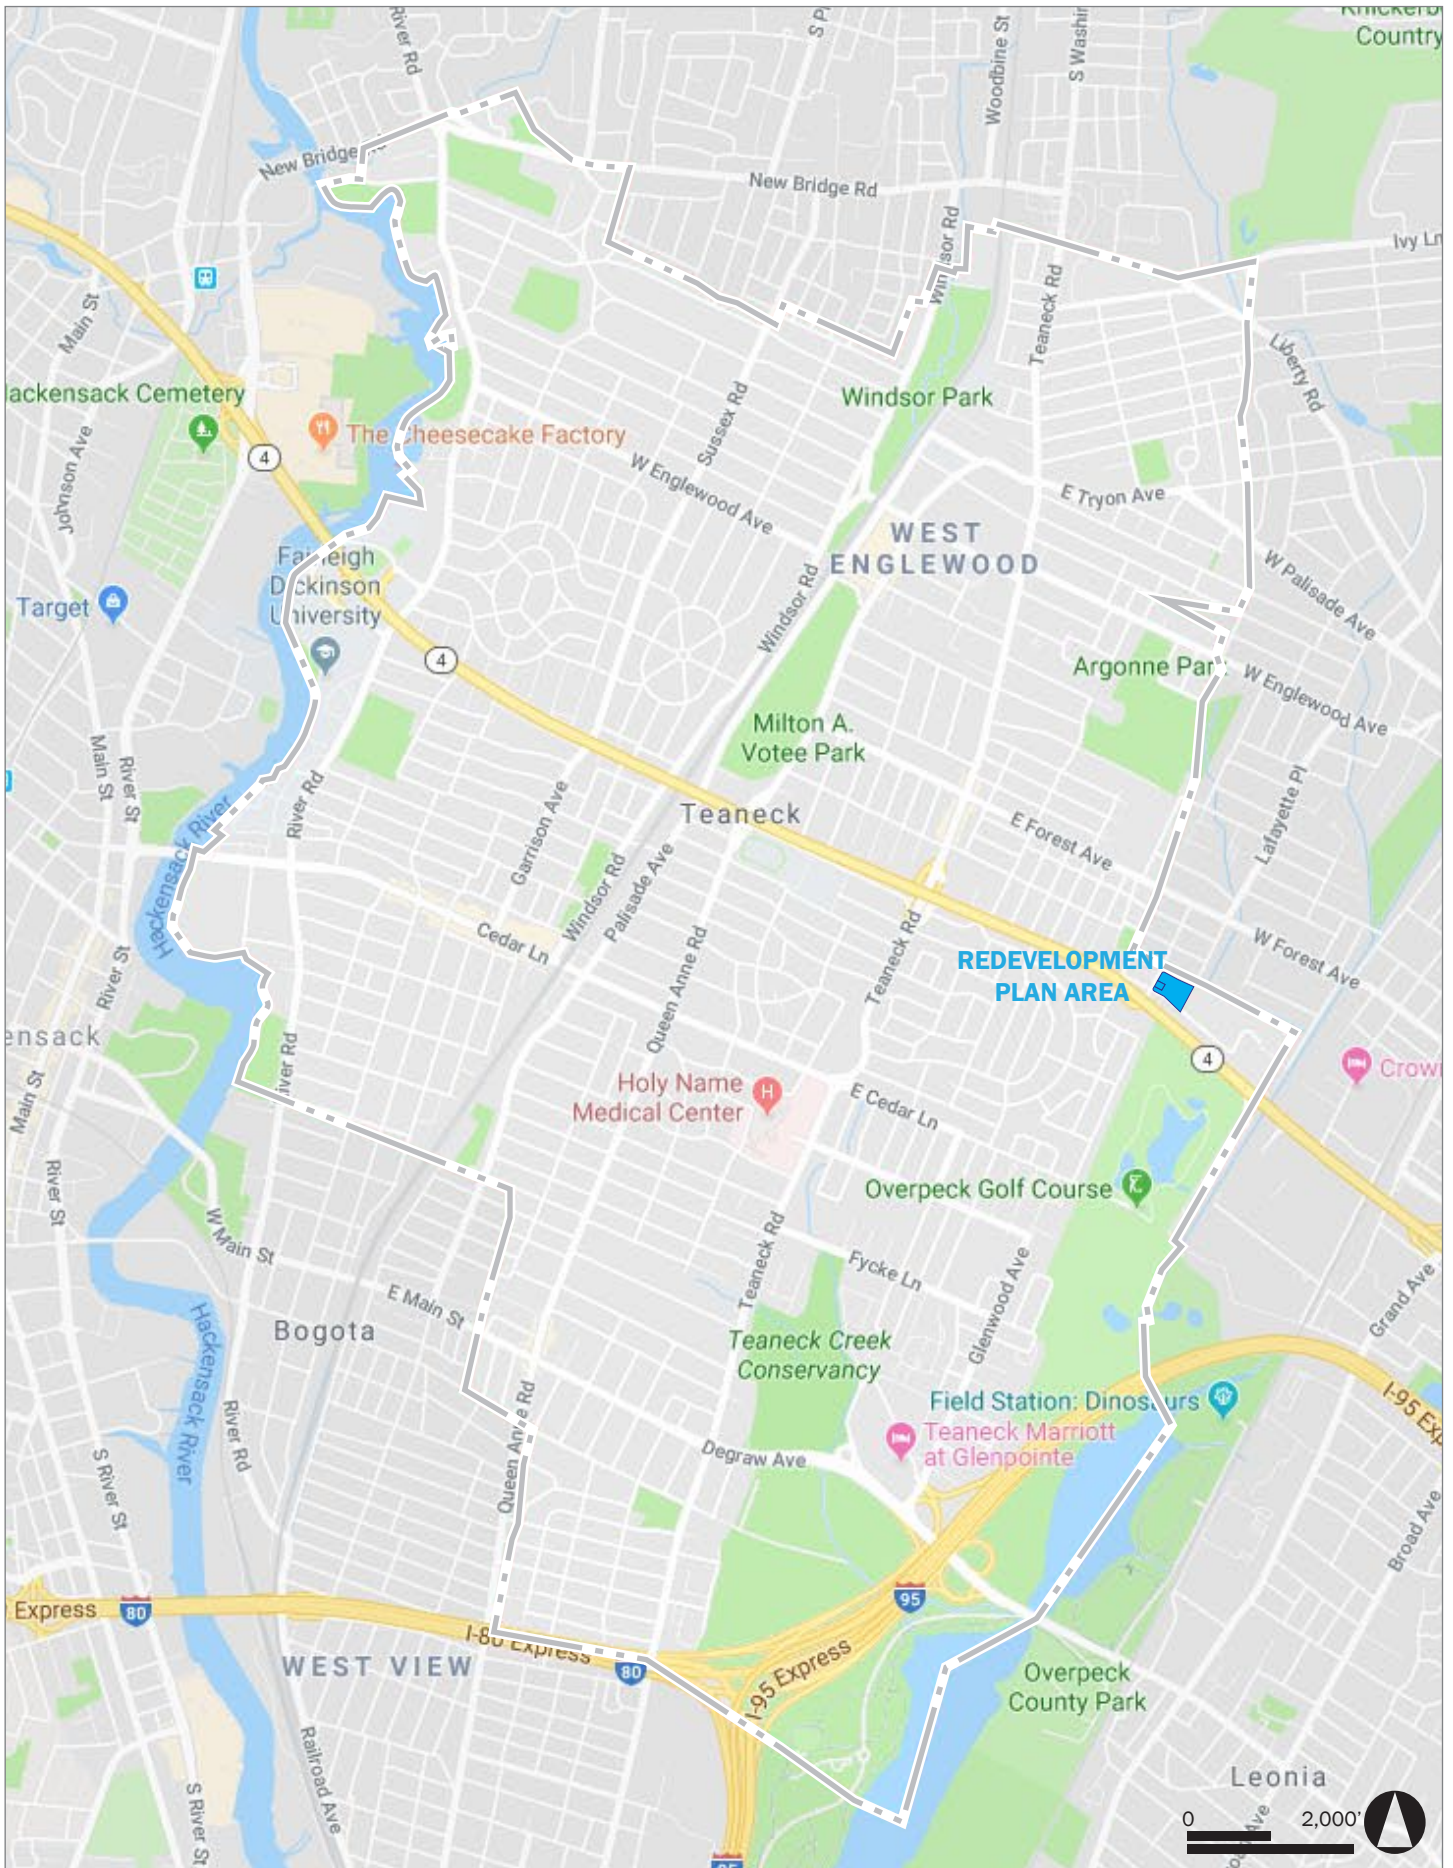 Country
River Rd
S Pl
Woodbine St
New Bridge
New Bridge Rd
Windsor Rd
Ivy Ln
Main St
Teaneck Rd
Liberty Rd
Hackensack Cemetery
The Cheesecake Factory
4
Johnson Ave
Sussex Rd
Windsor Park
W Englewood Ave
E Tryon Ave
WEST
ENGLEWOOD
Fairleigh
Dickinson
University
Target
Windsor Rd
W Palisade Ave
4
Argonne Park
W Englewood Ave
Milton A.
Votee Park
Main St
River St
River Rd
Garrison Ave
Teaneck
E Forest Ave
Lafayette Pl
Hackensack River
Windsor Rd
Palisade Ave
Cedar Ln
Queen Anne Rd
Teaneck Rd
W Forest Ave
REDEVELOPMENT
PLAN AREA
River St
ensack
River Rd
4
Crow
Holy Name
Medical Center
H
E Cedar Ln
Main St
River St
Overpeck Golf Course
W Main St
Teaneck Rd
Fycke Ln
Glenwood Ave
Grand Ave
E Main St
Bogota
Hackensack River
Teaneck Creek
Conservancy
Field Station: Dinosaurs
I-95 Exp
Teaneck Marriott
at Glenpointe
Queen Anne Rd
River Rd
S River St
Degraw Ave
Broad Ave
95
Express
80
I-80 Express
80
I-95 Express
WEST VIEW
Overpeck
County Park
Railroad Ave
S River St
Leonia
0
2,000'
Ave
95